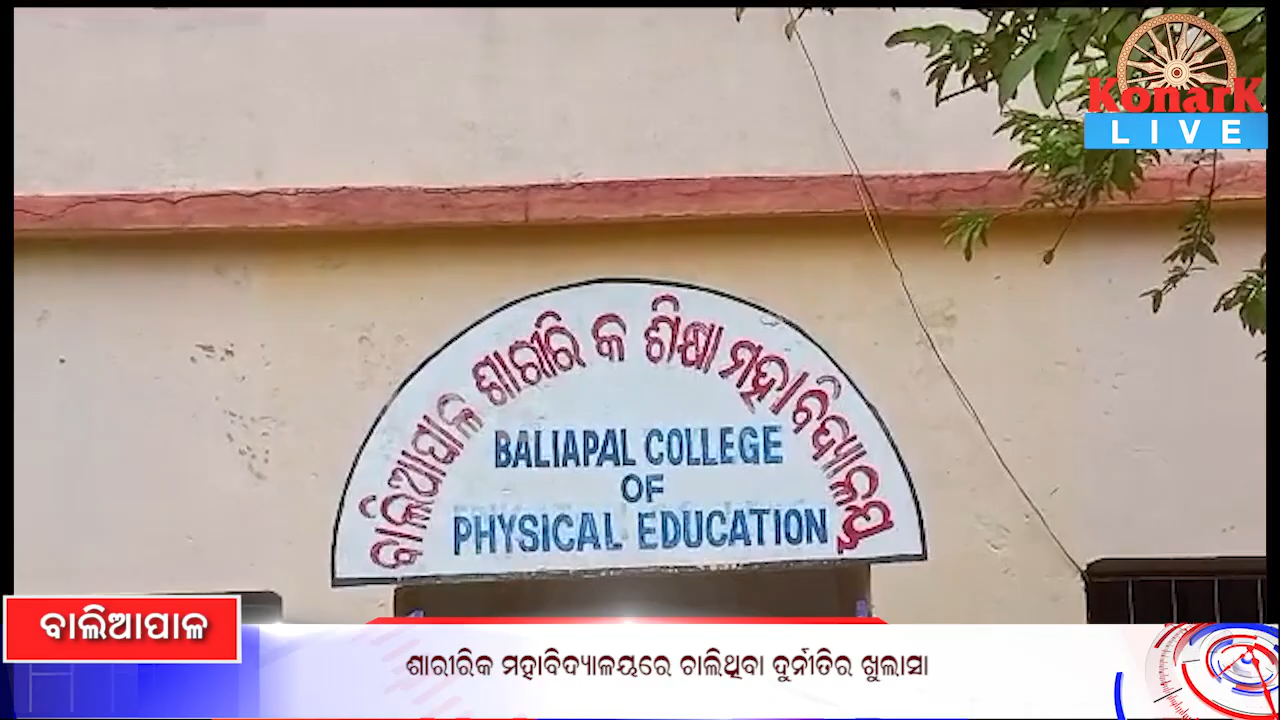 KonarK
LIVE
ବାଲିଆପାଳ ଶାରୀରି କ ଶିକ୍ଷା ମହାବିଦ୍ୟାଳୟ
BALIAPAL COLLEGE
OF
PHYSICAL EDUCATION
ବାଲିଆପାଳ
ଶାରୀରିକ ମହାବିଦ୍ୟାଳୟରେ ଚାଲିଥିବା ଦୁର୍ନୀତିର ଖୁଲାସା